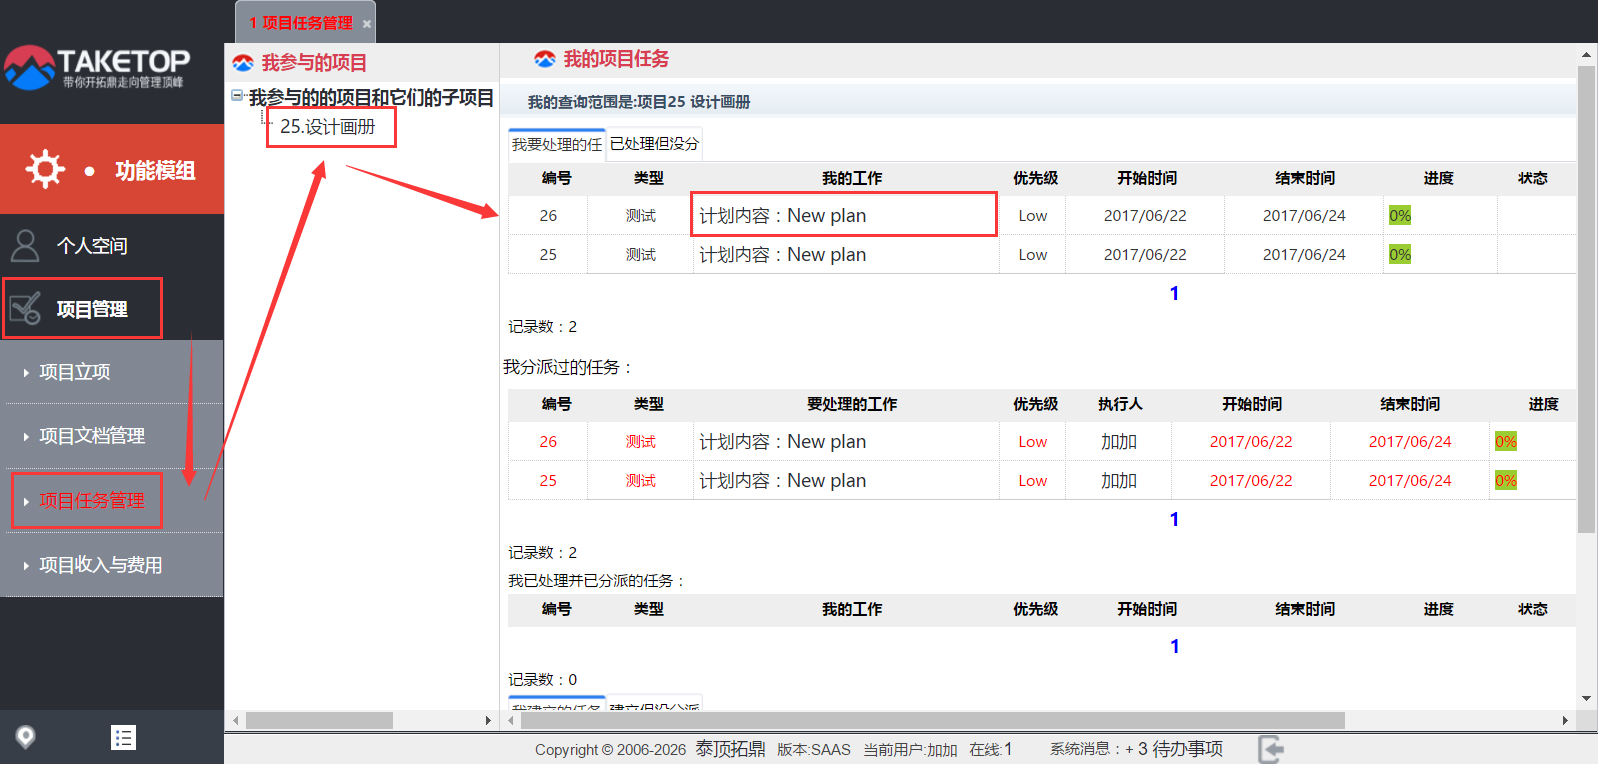 1 项目任务管理 ×
TAKETOP
带你开拓鼎走向管理顶峰
功能模组
个人空间
项目管理
项目立项
项目文档管理
项目任务管理
项目收入与费用
我参与的项目
我参与的的项目和它们的子项目
25.设计画册
我的项目任务
我的查询范围是:项目25 设计画册
我要处理的任 已处理但没分
编号 类型 我的工作 优先级 开始时间 结束时间 进度 状态
26 测试 计划内容：New plan Low 2017/06/22 2017/06/24 0%
25 测试 计划内容：New plan Low 2017/06/22 2017/06/24 0%
1
记录数：2
我分派过的任务：
编号 类型 要处理的工作 优先级 执行人 开始时间 结束时间 进度
26 测试 计划内容：New plan Low 加加 2017/06/22 2017/06/24 0%
25 测试 计划内容：New plan Low 加加 2017/06/22 2017/06/24 0%
1
记录数：2
我已处理并已分派的任务：
编号 类型 我的工作 优先级 开始时间 结束时间 进度 状态
1
记录数：0
我建立的任务 建立但没分派
Copyright © 2006-2026 泰顶拓鼎 版本:SAAS 当前用户:加加 在线:1 系统消息：+ 3 待办事项